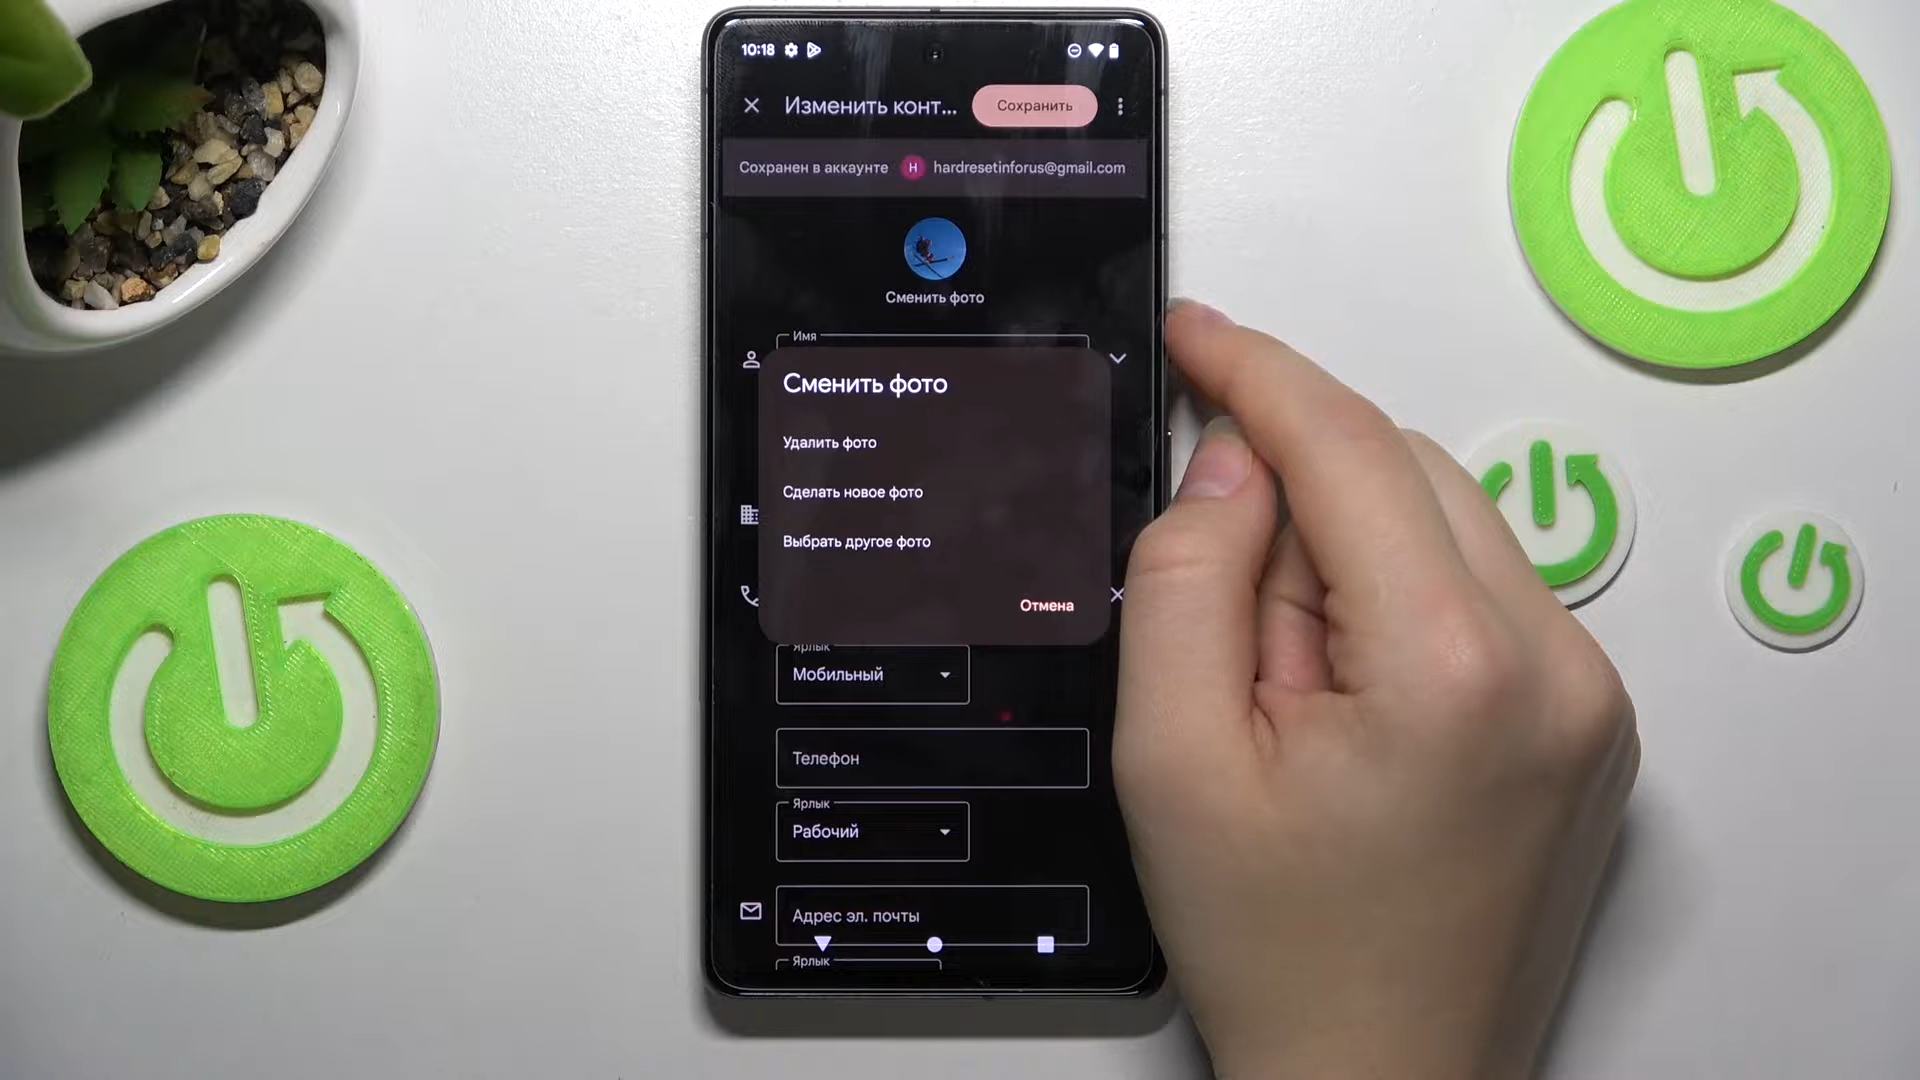 10:18
Изменить конт...
Сохранить
Сохранен в аккаунте H hardresetinforus@gmail.com
Сменить фото
Имя
Сменить фото
Удалить фото
Сделать новое фото
Выбрать другое фото
Отмена
Ярлык
Мобильный
Телефон
Ярлык
Рабочий
Адрес эл. почты
Ярлык